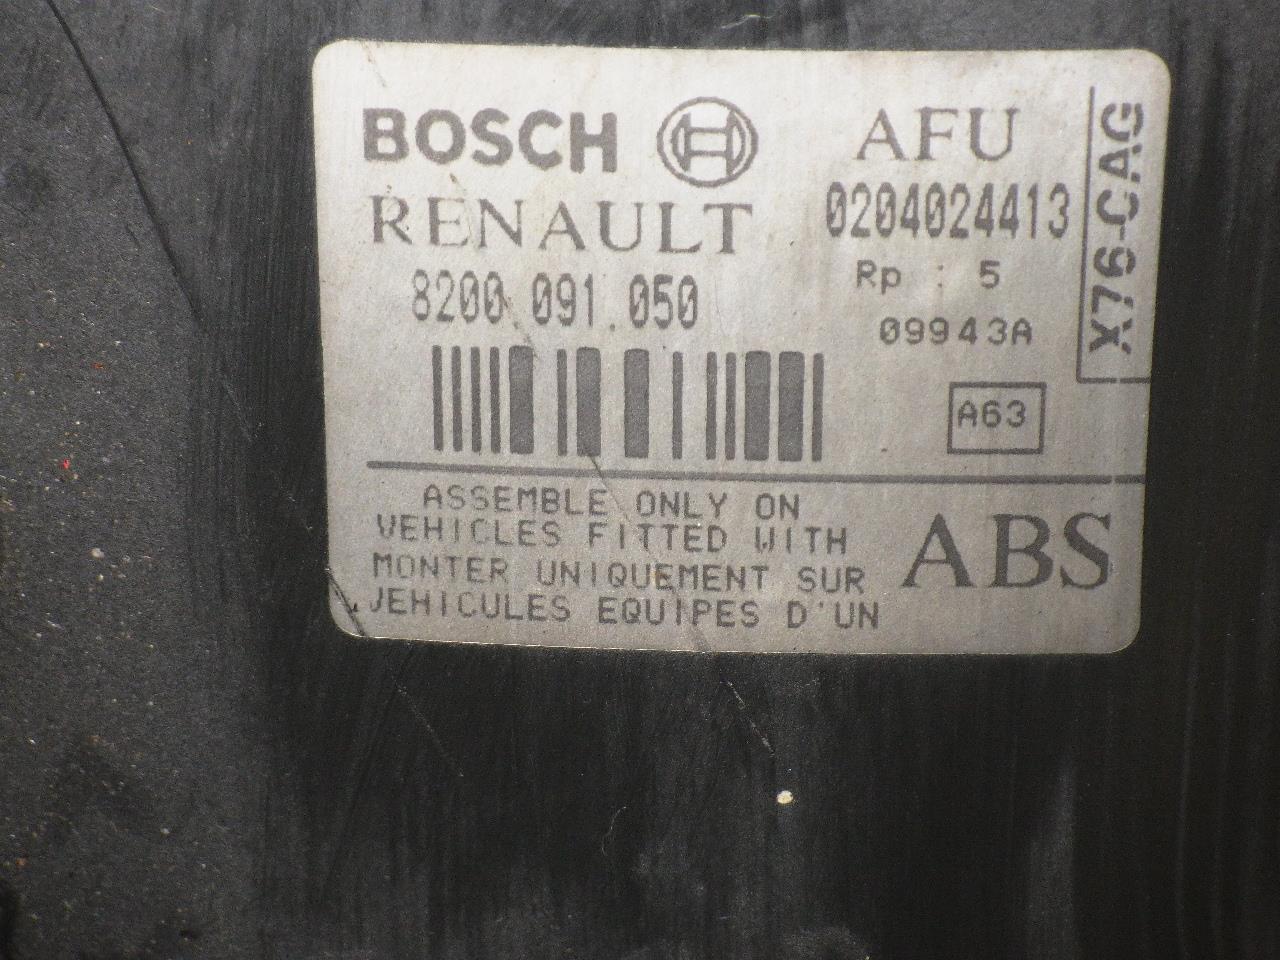 BOSCH
RENAULT
8200 091.050
AFU
0204024413
Rp : 5
09943A
A63
X76-CAG
ASSEMBLE ONLY ON
VEHICLES FITTED WITH
MONTER UNIQUEMENT SUR
VEHICULES EQUIPES D'UN
ABS